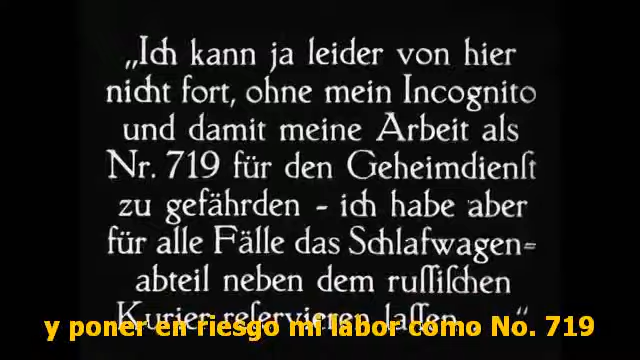 „Ich kann ja leider von hier
nicht fort, ohne mein Incognito
und damit meine Arbeit als
Nr. 719 für den Geheimdienſt
zu gefährden - ich habe aber
für alle Fälle das Schlafwagen=
abteil neben dem ruſſiſchen
Kurier reſervieren laſſen . . ."
y poner en riesgo mi labor como No. 719